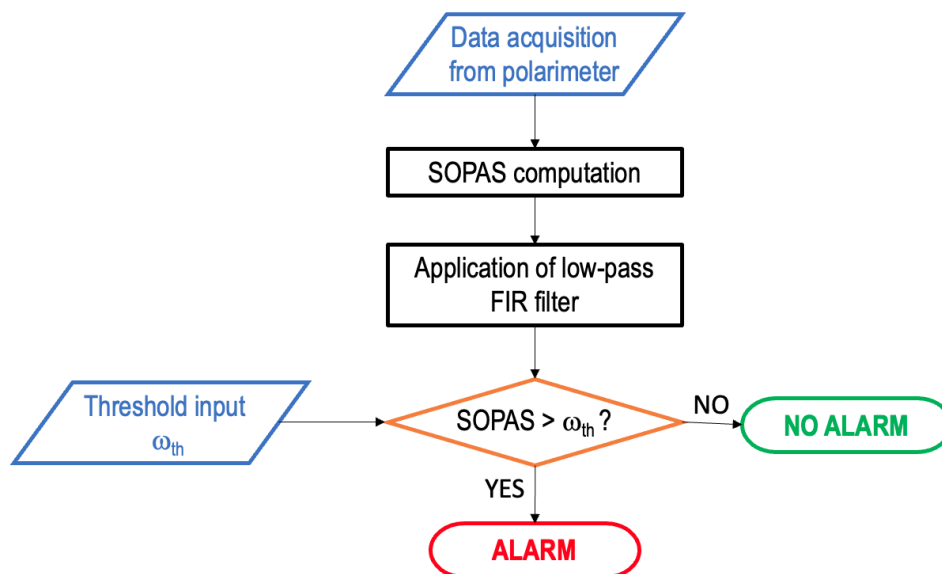 Data acquisition
from polarimeter
SOPAS computation
Application of low-pass
FIR filter
Threshold input
ωth
SOPAS > ωth ?
NO
NO ALARM
YES
ALARM